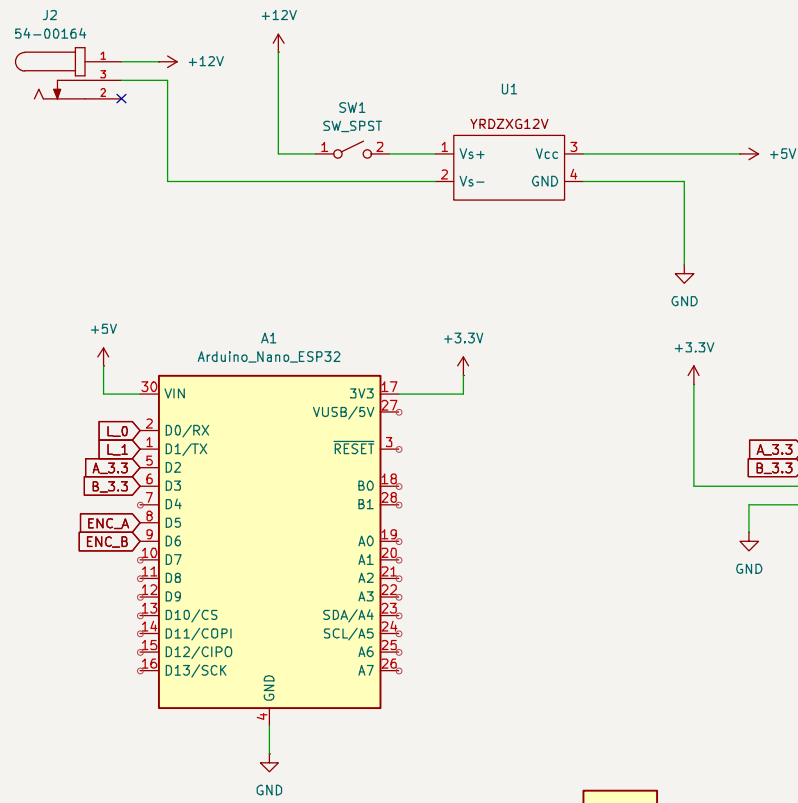 J2
54-00164
1
3
2
+12V
+12V
SW1
SW_SPST
1
2
U1
YRDZXG12V
1 Vs+
2 Vs-
Vcc 3
GND 4
+5V
GND
+5V
A1
Arduino_Nano_ESP32
+3.3V
30 VIN
L_0 2 D0/RX
L_1 1 D1/TX
A_3.3 5 D2
B_3.3 6 D3
7 D4
ENC_A 8 D5
ENC_B 9 D6
10 D7
11 D8
12 D9
13 D10/CS
14 D11/COPI
15 D12/CIPO
16 D13/SCK
3V3 17
VUSB/5V 27
RESET 3
B0 18
B1 28
A0 19
A1 20
A2 21
A3 22
SDA/A4 23
SCL/A5 24
A6 25
A7 26
GND
4
GND
+3.3V
A_3.3
B_3.3
GND